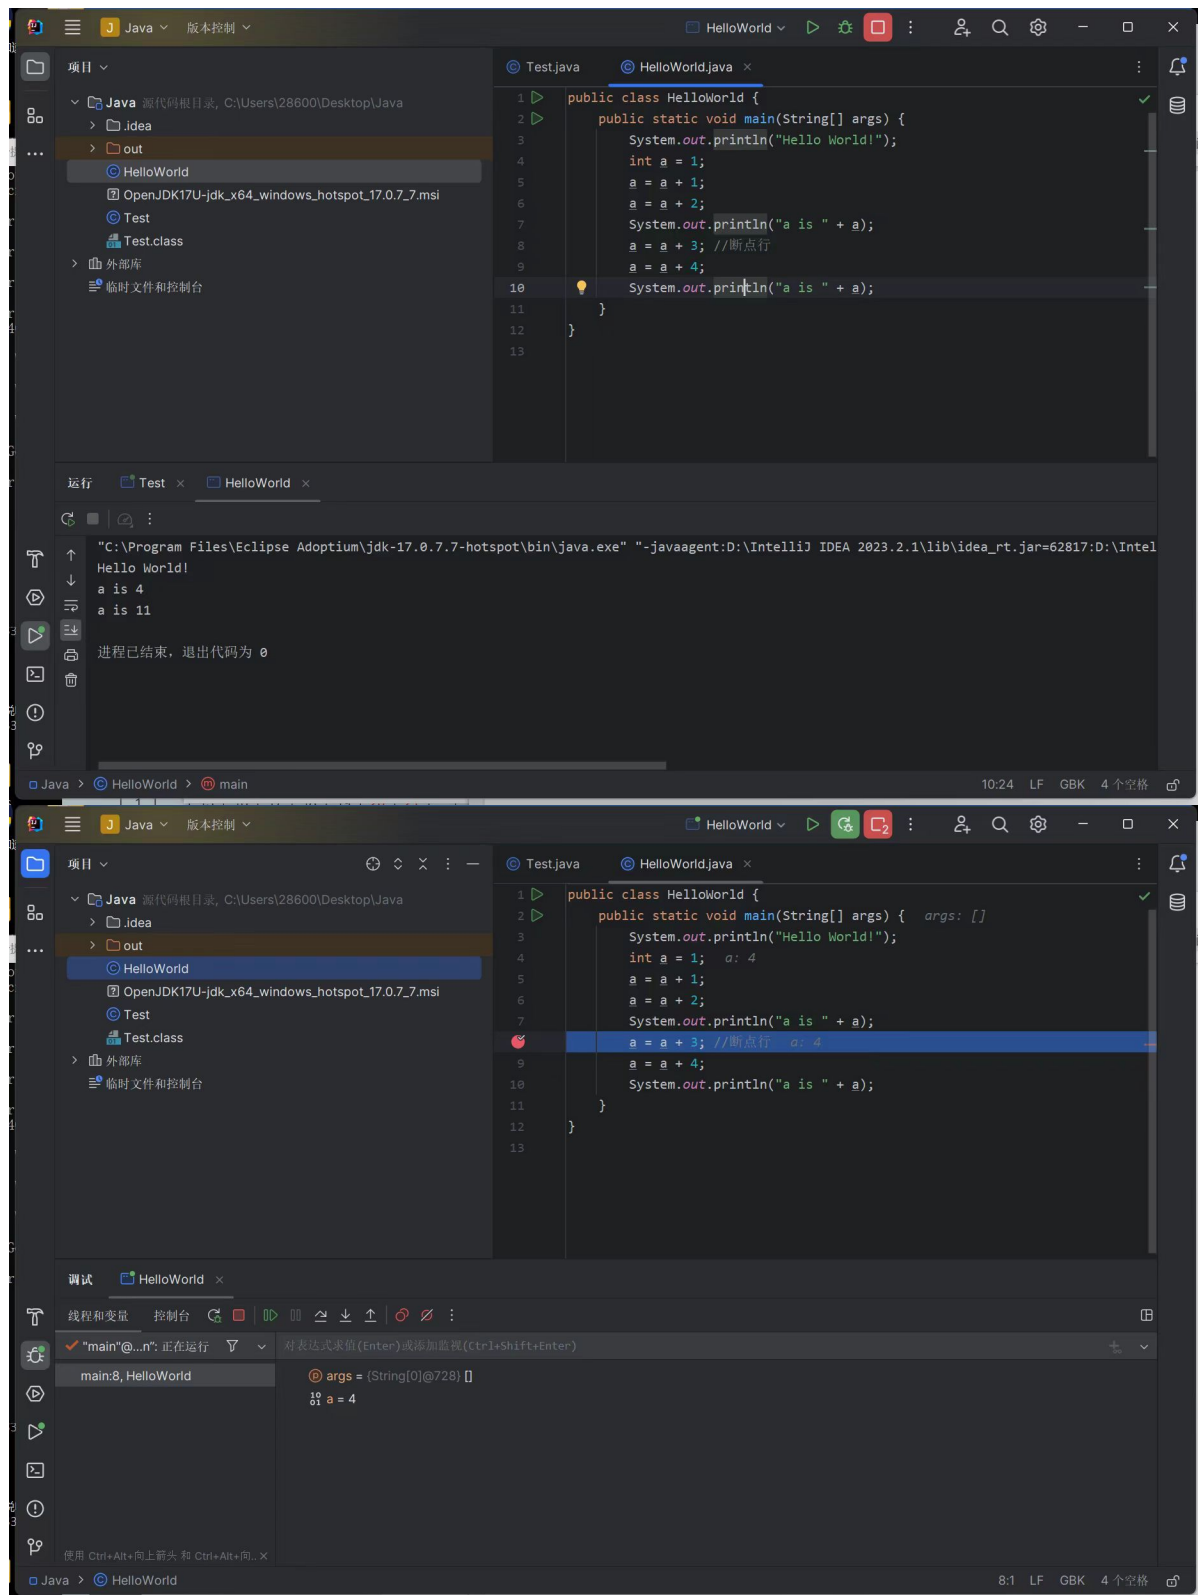 J Java 版本控制 HelloWorld
项目
Test.java HelloWorld.java
Java 源代码根目录, C:\Users\28600\Desktop\Java
.idea
out
HelloWorld
OpenJDK17U-jdk_x64_windows_hotspot_17.0.7_7.msi
Test
Test.class
外部库
临时文件和控制台
1 public class HelloWorld {
2 public static void main(String[] args) {
3 System.out.println("Hello World!");
4 int a = 1;
5 a = a + 1;
6 a = a + 2;
7 System.out.println("a is " + a);
8 a = a + 3; //断点行
9 a = a + 4;
10 System.out.println("a is " + a);
11 }
12 }
13
运行 Test HelloWorld
"C:\Program Files\Eclipse Adoptium\jdk-17.0.7.7-hotspot\bin\java.exe" "-javaagent:D:\IntelliJ IDEA 2023.2.1\lib\idea_rt.jar=62817:D:\Intel
Hello World!
a is 4
a is 11
进程已结束，退出代码为 0
Java > HelloWorld > main 10:24 LF GBK 4 个空格
J Java 版本控制 HelloWorld 2
项目
Test.java HelloWorld.java
Java 源代码根目录, C:\Users\28600\Desktop\Java
.idea
out
HelloWorld
OpenJDK17U-jdk_x64_windows_hotspot_17.0.7_7.msi
Test
Test.class
外部库
临时文件和控制台
1 public class HelloWorld {
2 public static void main(String[] args) { args: []
3 System.out.println("Hello World!");
4 int a = 1; a: 4
5 a = a + 1;
6 a = a + 2;
7 System.out.println("a is " + a);
a = a + 3; //断点行 a: 4
9 a = a + 4;
10 System.out.println("a is " + a);
11 }
12 }
13
调试 HelloWorld
线程和变量 控制台
"main"@...n": 正在运行 对表达式求值(Enter)或添加监视(Ctrl+Shift+Enter)
main:8, HelloWorld
args = {String[0]@728} []
a = 4
使用 Ctrl+Alt+向上箭头 和 Ctrl+Alt+向...
Java > HelloWorld 8:1 LF GBK 4 个空格